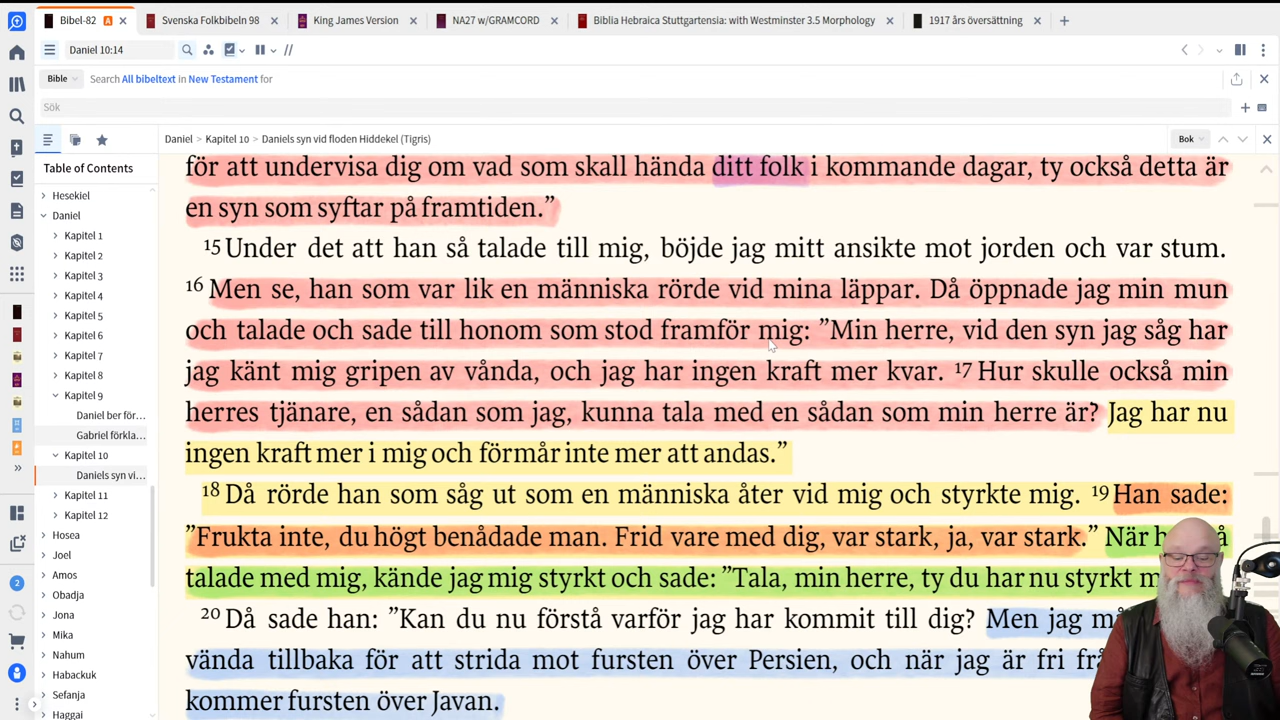 Bibel-82 A
Svenska Folkbibeln 98
King James Version
NA27 w/GRAMCORD
Biblia Hebraica Stuttgartensia: with Westminster 3.5 Morphology
1917 års översättning
Daniel 10:14
Bible Search All bibeltext in New Testament for
Sök
Daniel > Kapitel 10 > Daniels syn vid floden Hiddekel (Tigris)
Bok
Table of Contents
Hesekiel
Daniel
Kapitel 1
Kapitel 2
Kapitel 3
Kapitel 4
Kapitel 5
Kapitel 6
Kapitel 7
Kapitel 8
Kapitel 9
Daniel ber för...
Gabriel förkla...
Kapitel 10
Daniels syn vi...
Kapitel 11
Kapitel 12
Hosea
Joel
Amos
Obadja
Jona
Mika
Nahum
Habackuk
Sefanja
Haggai
2
för att undervisa dig om vad som skall hända ditt folk i kommande dagar, ty också detta är
en syn som syftar på framtiden.”
15 Under det att han så talade till mig, böjde jag mitt ansikte mot jorden och var stum.
16 Men se, han som var lik en människa rörde vid mina läppar. Då öppnade jag min mun
och talade och sade till honom som stod framför mig: ”Min herre, vid den syn jag såg har
jag känt mig gripen av vånda, och jag har ingen kraft mer kvar. 17 Hur skulle också min
herres tjänare, en sådan som jag, kunna tala med en sådan som min herre är? Jag har nu
ingen kraft mer i mig och förmår inte mer att andas.”
18 Då rörde han som såg ut som en människa åter vid mig och styrkte mig. 19 Han sade:
”Frukta inte, du högt benådade man. Frid vare med dig, var stark, ja, var stark.” När
talade med mig, kände jag mig styrkt och sade: ”Tala, min herre, ty du har nu styrkt
20 Då sade han: ”Kan du nu förstå varför jag har kommit till dig? Men jag
vända tillbaka för att strida mot fursten över Persien, och när jag är fri
kommer fursten över Javan.